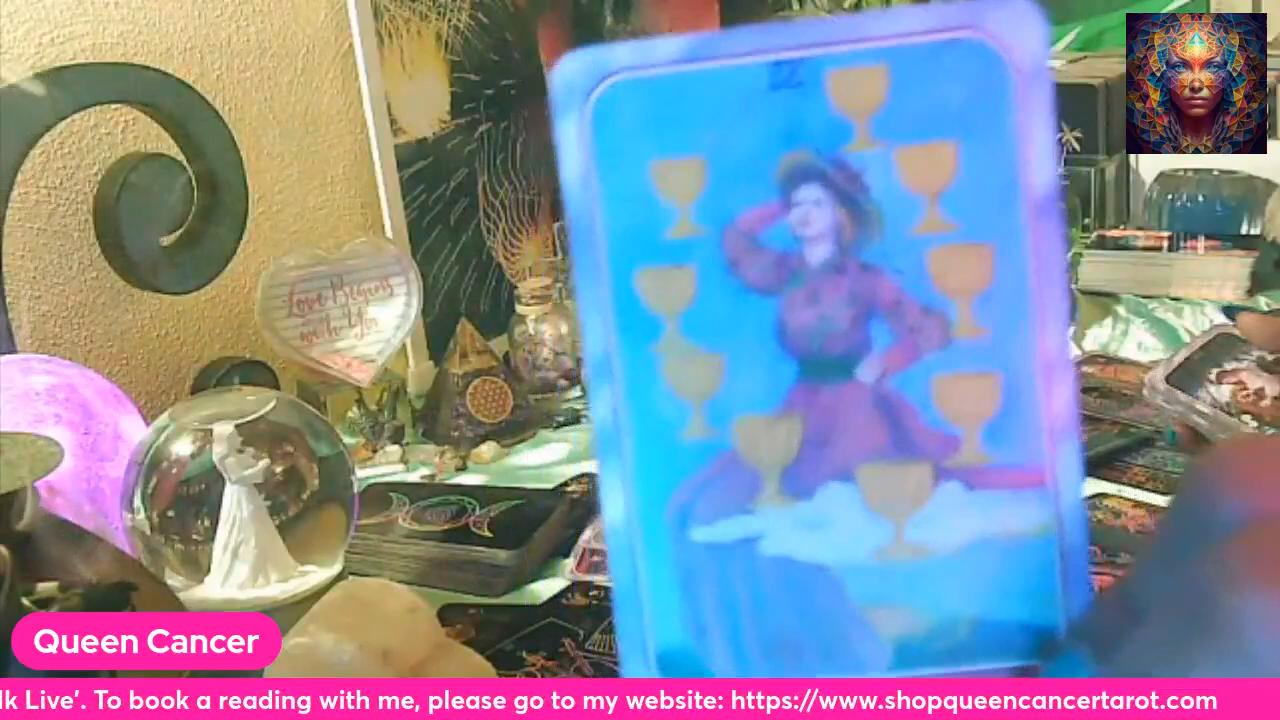 Love Begins
with You
Queen Cancer
lk Live'. To book a reading with me, please go to my website: https://www.shopqueencancertarot.com